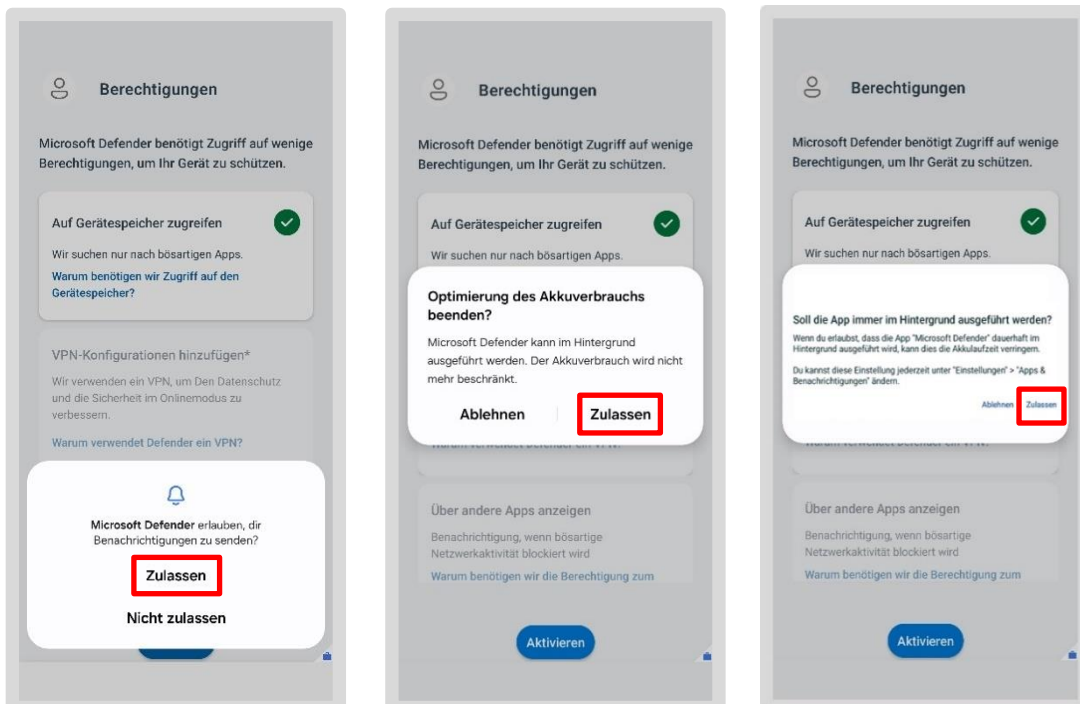 Berechtigungen
Microsoft Defender benötigt Zugriff auf wenige
Berechtigungen, um Ihr Gerät zu schützen.
Auf Gerätespeicher zugreifen
Wir suchen nur nach bösartigen Apps.
Warum benötigen wir Zugriff auf den
Gerätespeicher?
VPN-Konfigurationen hinzufügen*
Wir verwenden ein VPN, um Den Datenschutz
und die Sicherheit im Onlinemodus zu
verbessern.
Warum verwendet Defender ein VPN?
Microsoft Defender erlauben, dir
Benachrichtigungen zu senden?
Zulassen
Nicht zulassen
Berechtigungen
Microsoft Defender benötigt Zugriff auf wenige
Berechtigungen, um Ihr Gerät zu schützen.
Auf Gerätespeicher zugreifen
Wir suchen nur nach bösartigen Apps.
Optimierung des Akkuverbrauchs
beenden?
Microsoft Defender kann im Hintergrund
ausgeführt werden. Der Akkuverbrauch wird nicht
mehr beschränkt.
Ablehnen Zulassen
Warum verwendet Defender ein VPN?
Über andere Apps anzeigen
Benachrichtigung, wenn bösartige
Netzwerkaktivität blockiert wird
Warum benötigen wir die Berechtigung zum
Aktivieren
Berechtigungen
Microsoft Defender benötigt Zugriff auf wenige
Berechtigungen, um Ihr Gerät zu schützen.
Auf Gerätespeicher zugreifen
Wir suchen nur nach bösartigen Apps.
Soll die App immer im Hintergrund ausgeführt werden?
Wenn du erlaubst, dass die App "Microsoft Defender" dauerhaft im
Hintergrund ausgeführt wird, kann dies die Akkulaufzeit verringern.
Du kannst diese Einstellung jederzeit unter "Einstellungen" > "Apps &
Benachrichtigungen" ändern.
Ablehnen Zulassen
Warum verwendet Defender ein VPN?
Über andere Apps anzeigen
Benachrichtigung, wenn bösartige
Netzwerkaktivität blockiert wird
Warum benötigen wir die Berechtigung zum
Aktivieren